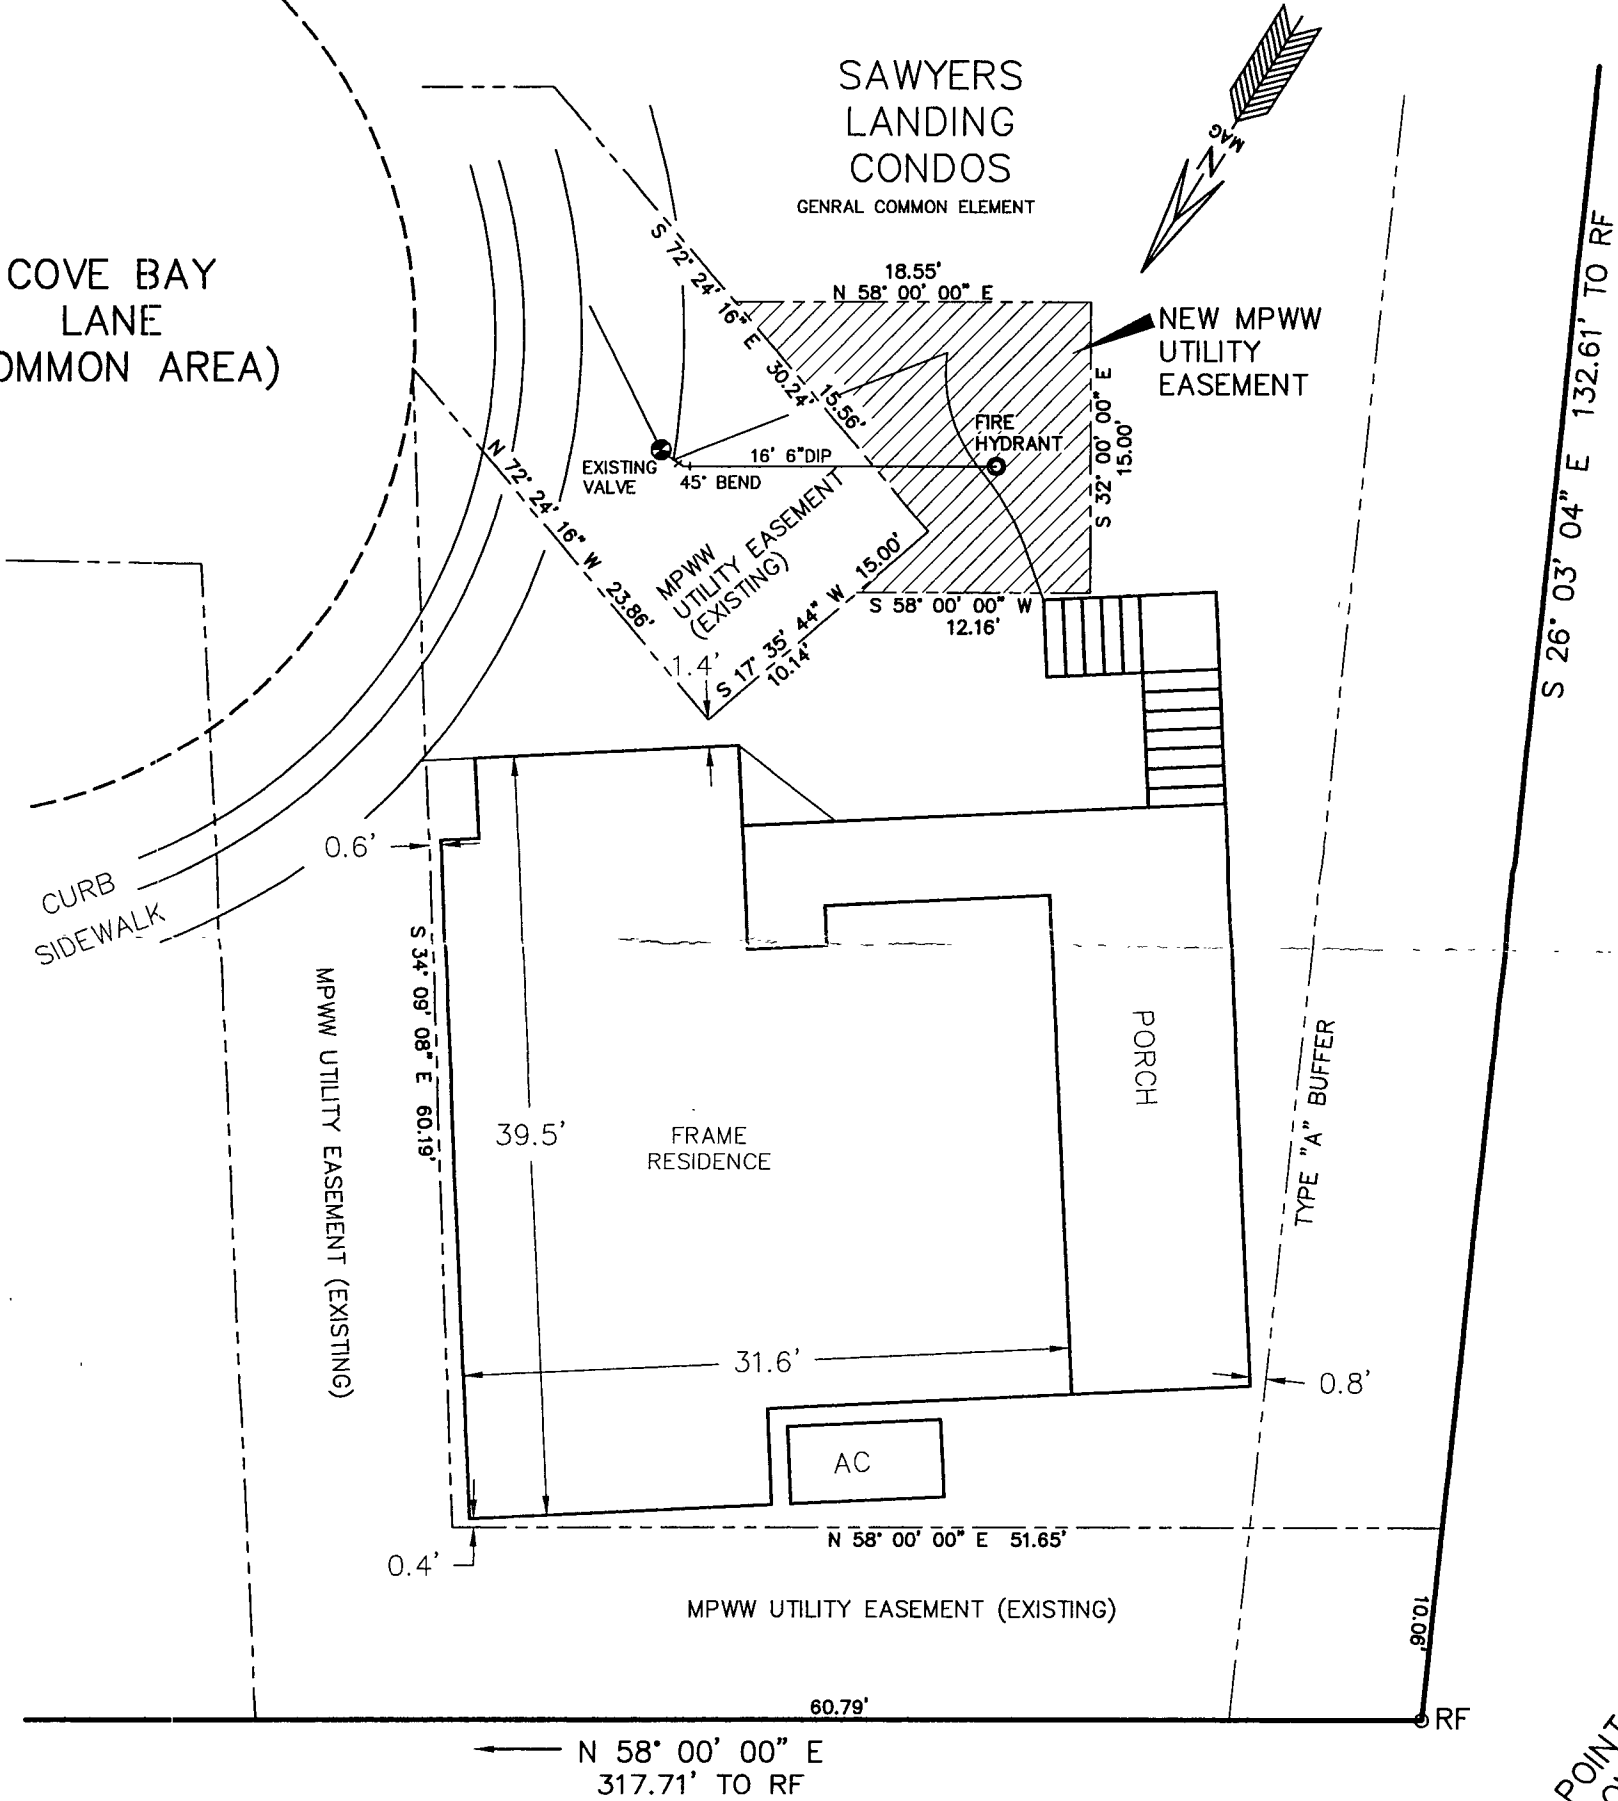 SAWYERS
LANDING
CONDOS
GENRAL COMMON ELEMENT
MAG
N
COVE BAY
LANE
OMMON AREA)
18.55'
N 58° 00' 00" E
NEW MPWW
UTILITY
EASEMENT
S 72° 24' 16" E 30.24'
15.56'
FIRE
HYDRANT
S 32° 00' 00" E
15.00'
S 26° 03' 04" E 132.61' TO RF
N 72° 24' 16" W 23.86'
EXISTING
VALVE
16' 6"DIP
45° BEND
MPWW
UTILITY EASEMENT
(EXISTING)
15.00'
S 17° 35' 44" W
10.14'
S 58° 00' 00" W
12.16'
1.4'
0.6'
CURB
SIDEWALK
S 34° 09' 08" E 60.19'
MPWW UTILITY EASEMENT (EXISTING)
39.5'
FRAME
RESIDENCE
PORCH
TYPE "A" BUFFER
31.6'
0.8'
AC
N 58° 00' 00" E 51.65'
0.4'
MPWW UTILITY EASEMENT (EXISTING)
10.06'
60.79'
RF
N 58° 00' 00" E
317.71' TO RF
POINT